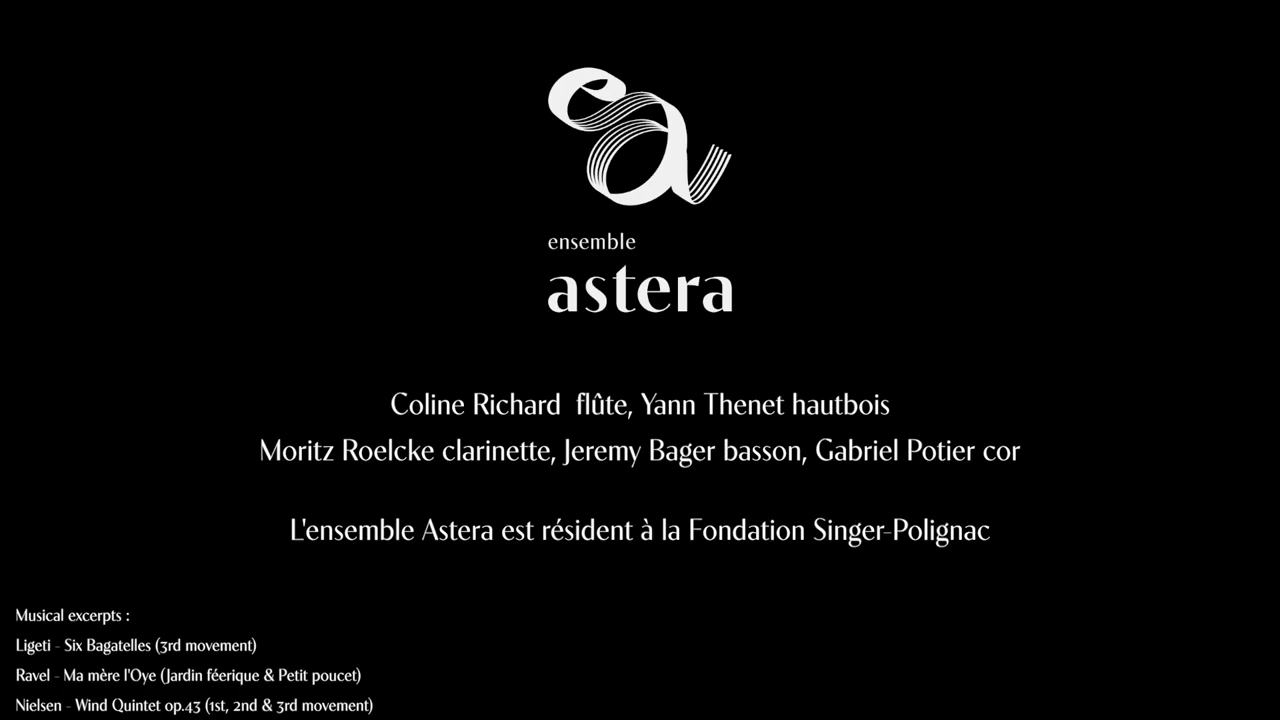 ea
ensemble
astera
Coline Richard flûte, Yann Thenet hautbois
Moritz Roelcke clarinette, Jeremy Bager basson, Gabriel Potier cor
L'ensemble Astera est résident à la Fondation Singer-Polignac
Musical excerpts :
Ligeti - Six Bagatelles (3rd movement)
Ravel - Ma mère l'Oye (Jardin féerique & Petit poucet)
Nielsen - Wind Quintet op.43 (1st, 2nd & 3rd movement)